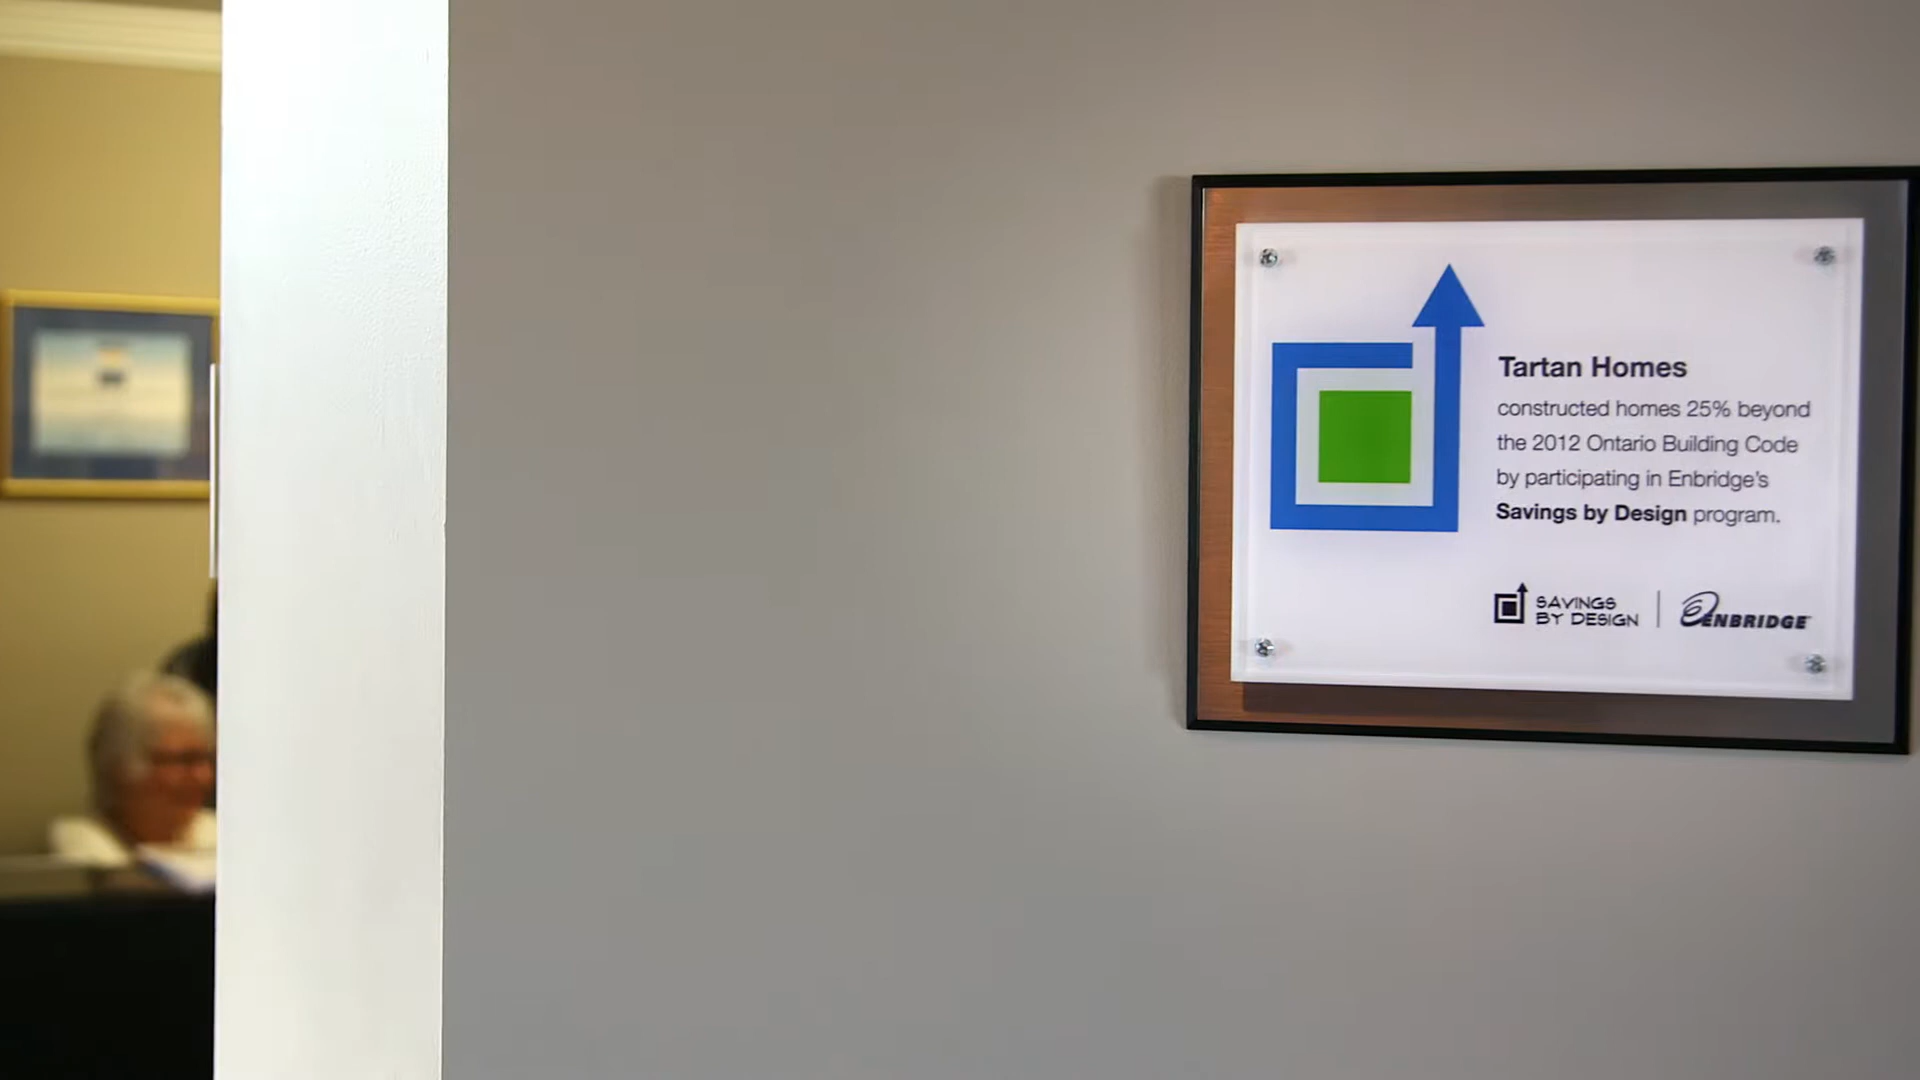 Tartan Homes
constructed homes 25% beyond
the 2012 Ontario Building Code
by participating in Enbridge's
Savings by Design program.
SAVINGS
BY DESIGN
ENBRIDGE